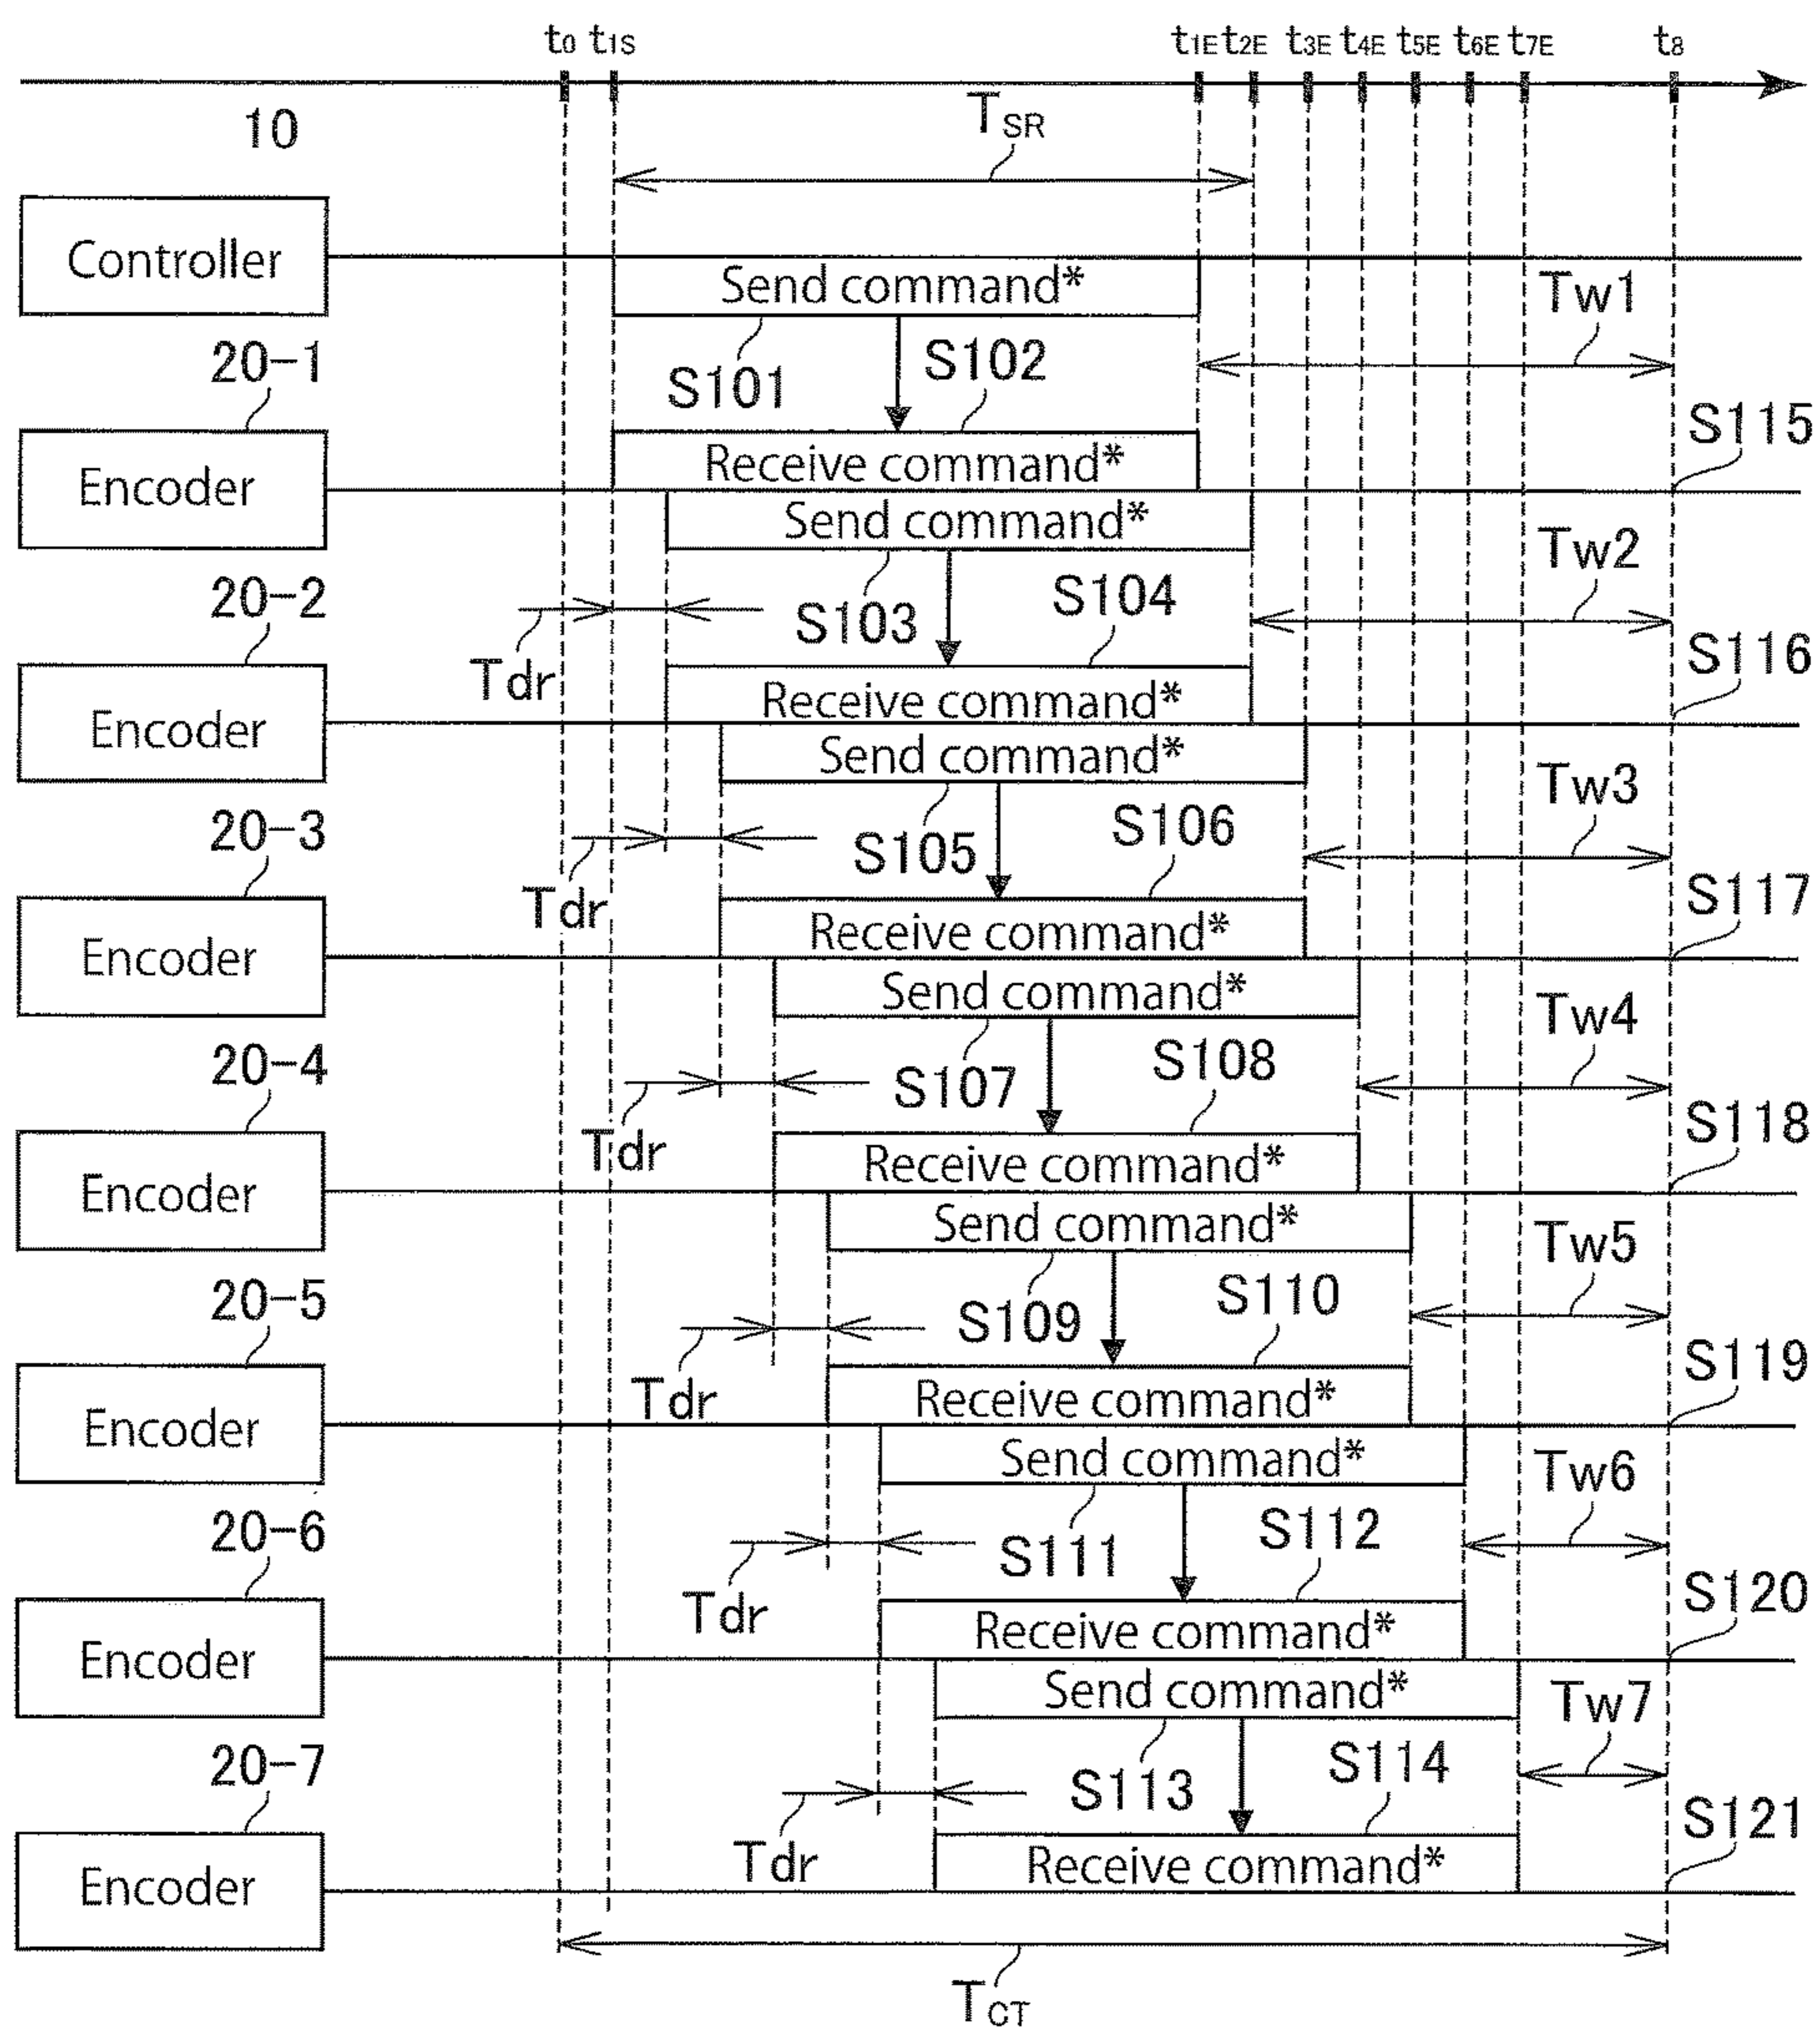 t0 t1S t1E t2E t3E t4E t5E t6E t7E t8
10
TSR
Controller
Send command*
Tw1
20-1
S101
S102
S115
Encoder
Receive command*
Send command*
Tw2
20-2
S103
S104
Tdr
S116
Encoder
Receive command*
Send command*
Tw3
20-3
S105
S106
Tdr
S117
Encoder
Receive command*
Send command*
Tw4
20-4
S107
S108
Tdr
S118
Encoder
Receive command*
Send command*
Tw5
20-5
S109
S110
Tdr
S119
Encoder
Receive command*
Send command*
Tw6
20-6
S111
S112
Tdr
S120
Encoder
Receive command*
Send command*
Tw7
20-7
S113
S114
Tdr
S121
Encoder
Receive command*
TCT